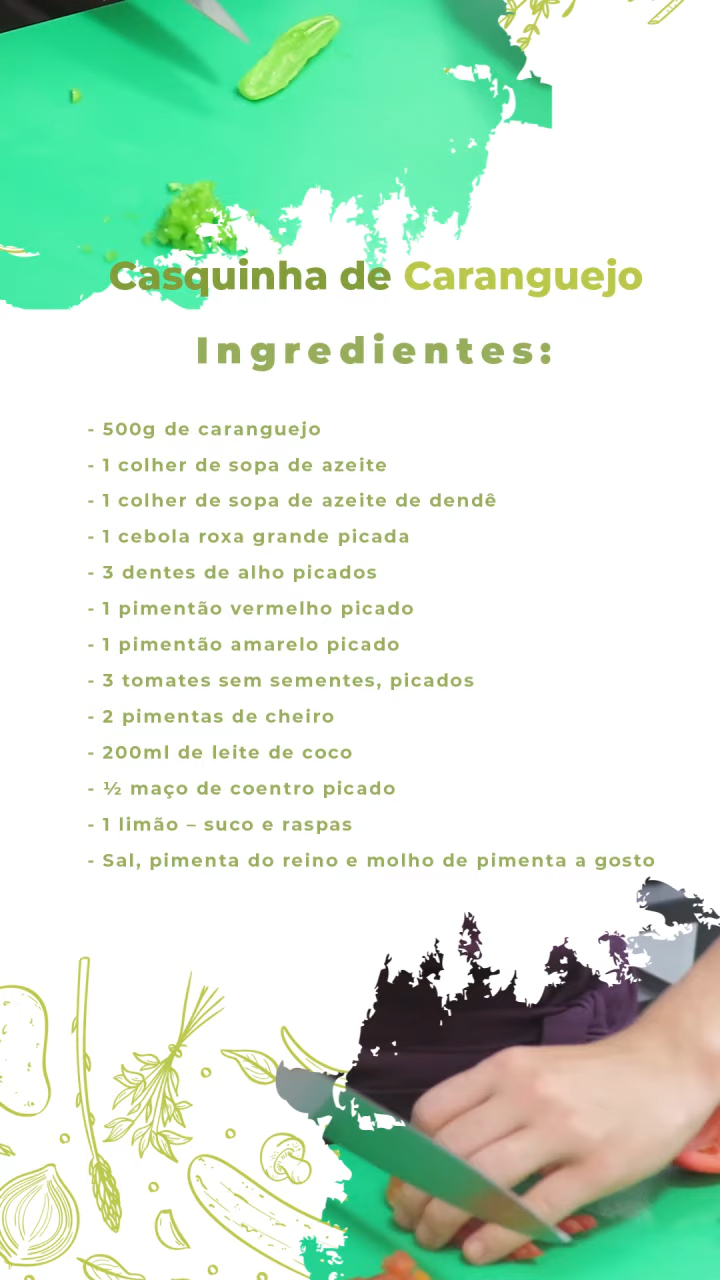 Casquinha de Caranguejo
Ingredientes:
- 500g de caranguejo
- 1 colher de sopa de azeite
- 1 colher de sopa de azeite de dendê
- 1 cebola roxa grande picada
- 3 dentes de alho picados
- 1 pimentão vermelho picado
- 1 pimentão amarelo picado
- 3 tomates sem sementes, picados
- 2 pimentas de cheiro
- 200ml de leite de coco
- ½ maço de coentro picado
- 1 limão – suco e raspas
- Sal, pimenta do reino e molho de pimenta a gosto